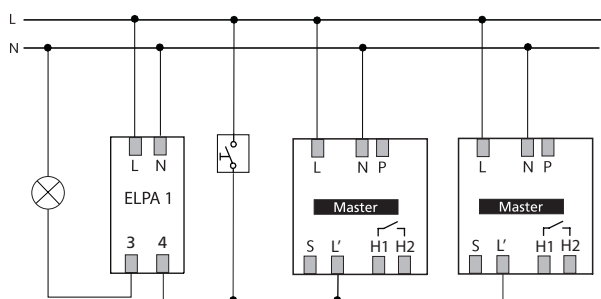 L
N
L N
ELPA 1
3 4
L N P
Master
S L’ H1 H2
L N P
Master
S L’ H1 H2